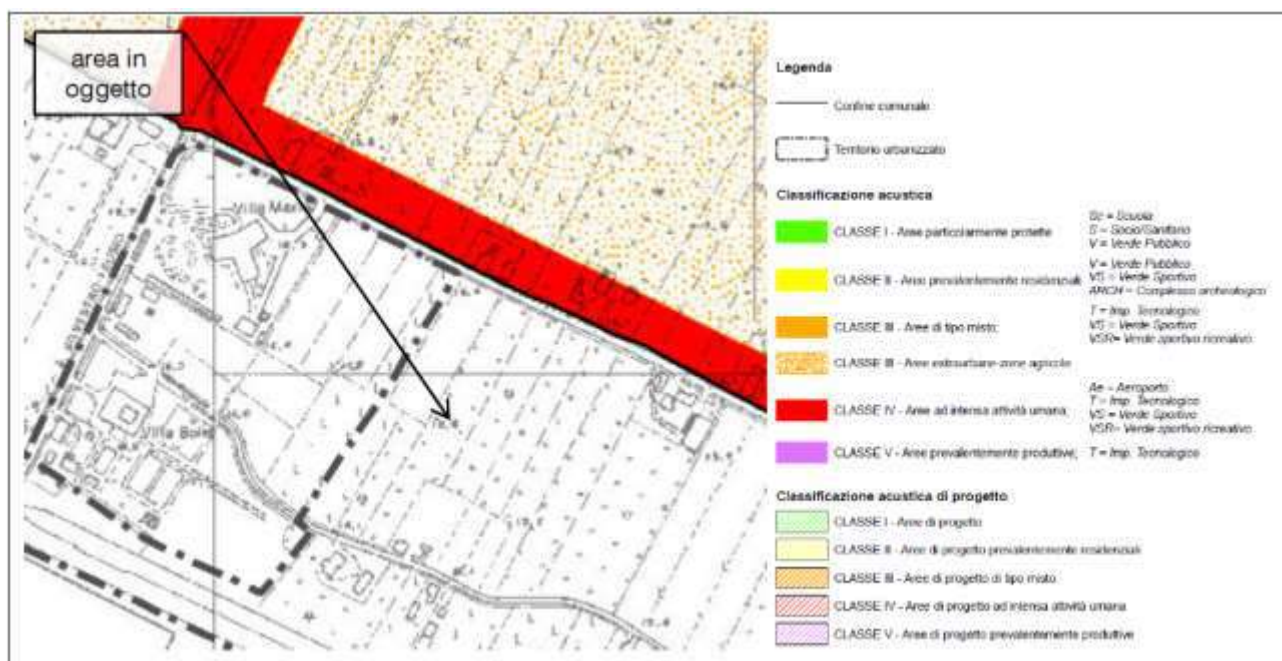 area in
oggetto
Villa
Villa
Legenda
Confine comunale
Territorio urbanizzato
Classificazione acustica
CLASSE I - Aree particolarmente protette
Sc = Scuola
S = Socio/Sanitario
V = Verde Pubblico
CLASSE II - Aree prevalentemente residenziali;
V = Verde Pubblico
VS = Verde Sportivo
ARCH = Complesso archeologico
CLASSE III - Aree di tipo misto;
T = Imp. Tecnologico
VS = Verde Sportivo
VSR= Verde sportivo ricreativo
CLASSE III - Aree extraurbane-zone agricole
CLASSE IV - Aree ad intensa attività umana;
Ae = Aeroporto
T = Imp. Tecnologico
VS = Verde Sportivo
VSR= Verde sportivo ricreativo
CLASSE V - Aree prevalentemente produttive;
T = Imp. Tecnologico
Classificazione acustica di progetto
CLASSE I - Aree di progetto
CLASSE II - Aree di progetto prevalentemente residenziali
CLASSE III - Aree di progetto di tipo misto
CLASSE IV - Aree di progetto ad intensa attività umana
CLASSE V - Aree di progetto prevalentemente produttive